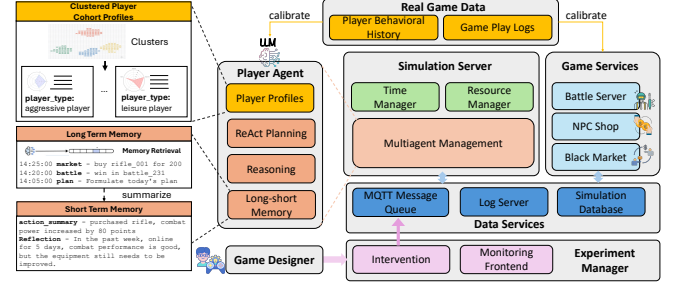 Clustered Player
Cohort Profiles
Clusters
player_type:
aggressive player
...
player_type:
leisure player
Long Term Memory
Memory Retrieval
14:25:00 market - buy rifle_001 for 200
14:20:00 battle - win in battle_231
14:05:00 plan - Formulate today's plan
summarize
Short Term Memory
action_summary - purchased rifle, combat
power increased by 80 points
Reflection - In the past week, online
for 5 days, combat performance is good,
but the equipment still needs to be
improved.
LLM
Player Agent
Player Profiles
ReAct Planning
Reasoning
Long-short
Memory
Game Designer
calibrate
Real Game Data
Player Behavioral
History
Game Play Logs
calibrate
Simulation Server
Time
Manager
Resource
Manager
Multiagent Management
Game Services
Battle Server
NPC Shop
Black Market
MQTT Message
Queue
Log Server
Simulation
Database
Data Services
Intervention
Monitoring
Frontend
Experiment
Manager